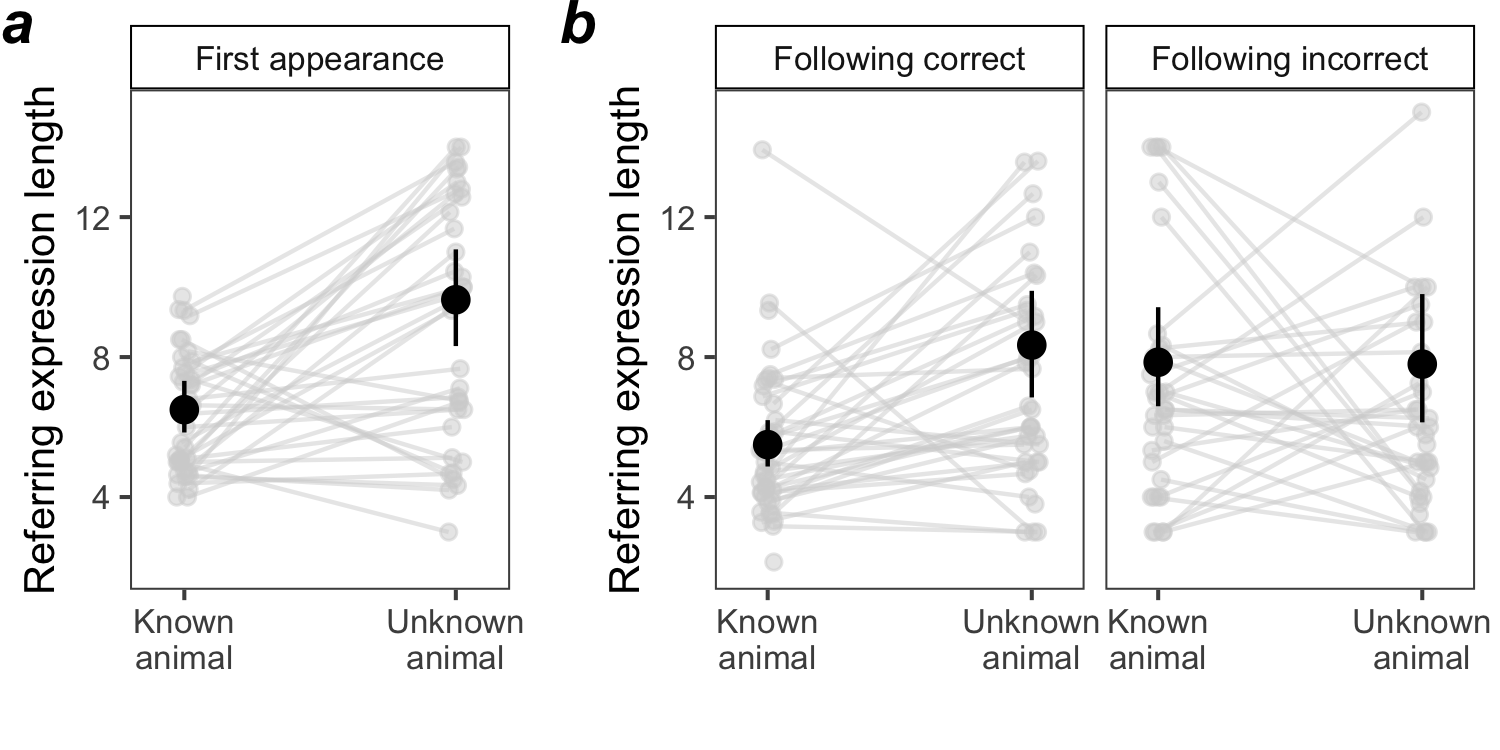 a
First appearance
Referring expression length
12
8
4
Known
animal
Unknown
animal
b
Following correct
Following incorrect
Referring expression length
12
8
4
Known
animal
Unknown
animal
Known
animal
Unknown
animal